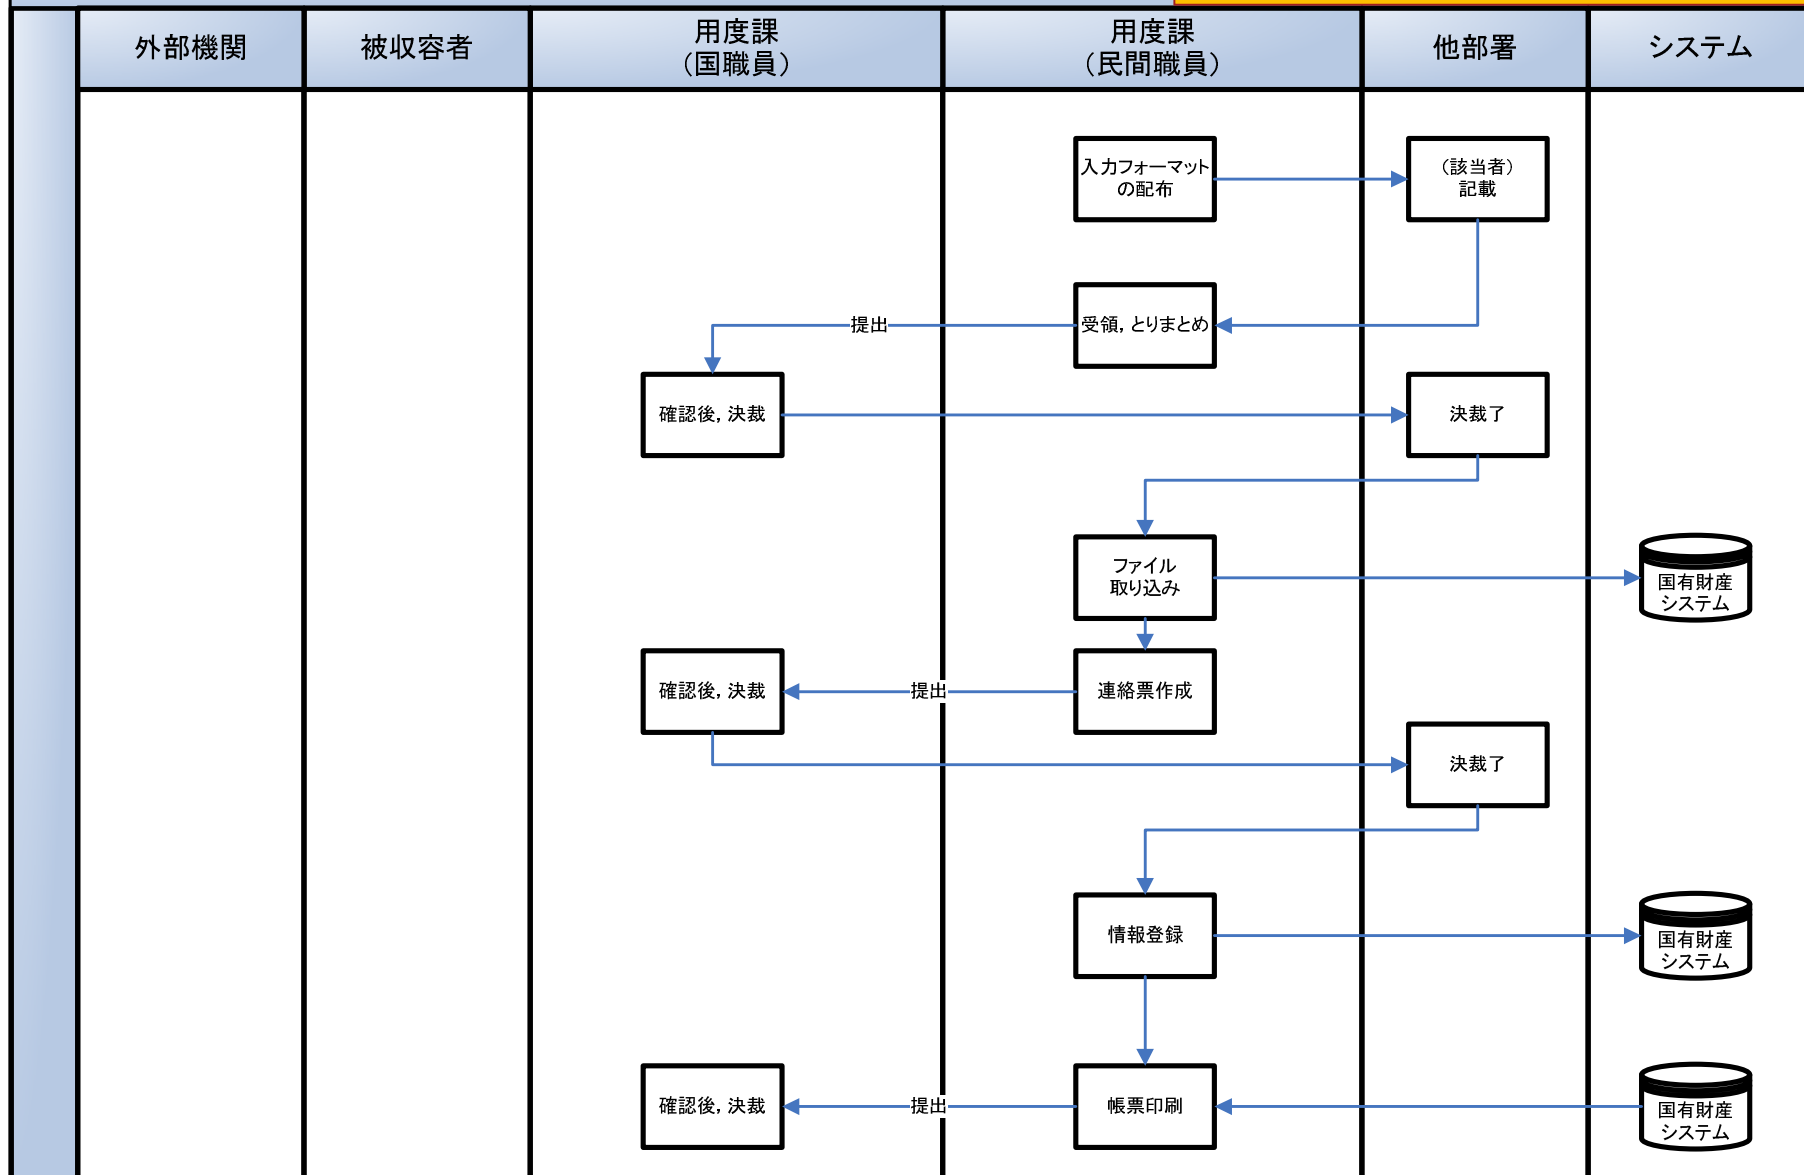 外部機関
被収容者
用度課
（国職員）
用度課
（民間職員）
他部署
システム
入力フォーマット
の配布
（該当者）
記載
受領，とりまとめ
提出
確認後，決裁
決裁了
ファイル
取り込み
国有財産
システム
連絡票作成
提出
確認後，決裁
決裁了
情報登録
国有財産
システム
帳票印刷
提出
確認後，決裁
国有財産
システム